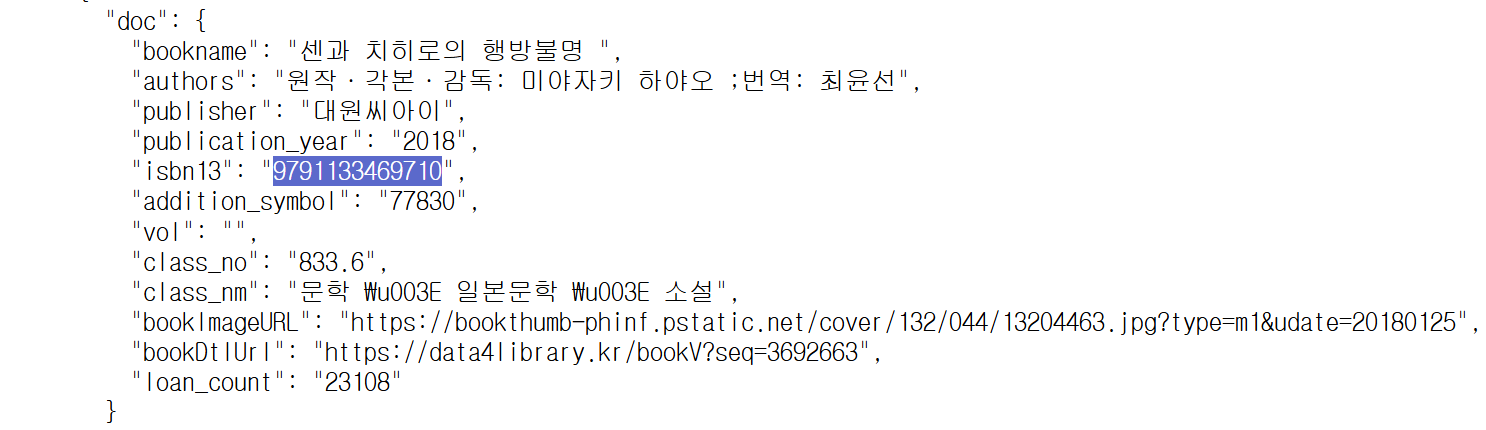 "doc": {
"bookname": "센과 치히로의 행방불명 ",
"authors": "원작·각본·감독: 미야자키 하야오 ;번역: 최윤선",
"publisher": "대원씨아이",
"publication_year": "2018",
"isbn13": "9791133469710",
"addition_symbol": "77830",
"vol": "",
"class_no": "833.6",
"class_nm": "문학 ₩u003E 일본문학 ₩u003E 소설",
"bookImageURL": "https://bookthumb-phinf.pstatic.net/cover/132/044/13204463.jpg?type=m1&udate=20180125",
"bookDtlUrl": "https://data4library.kr/bookV?seq=3692663",
"loan_count": "23108"
}